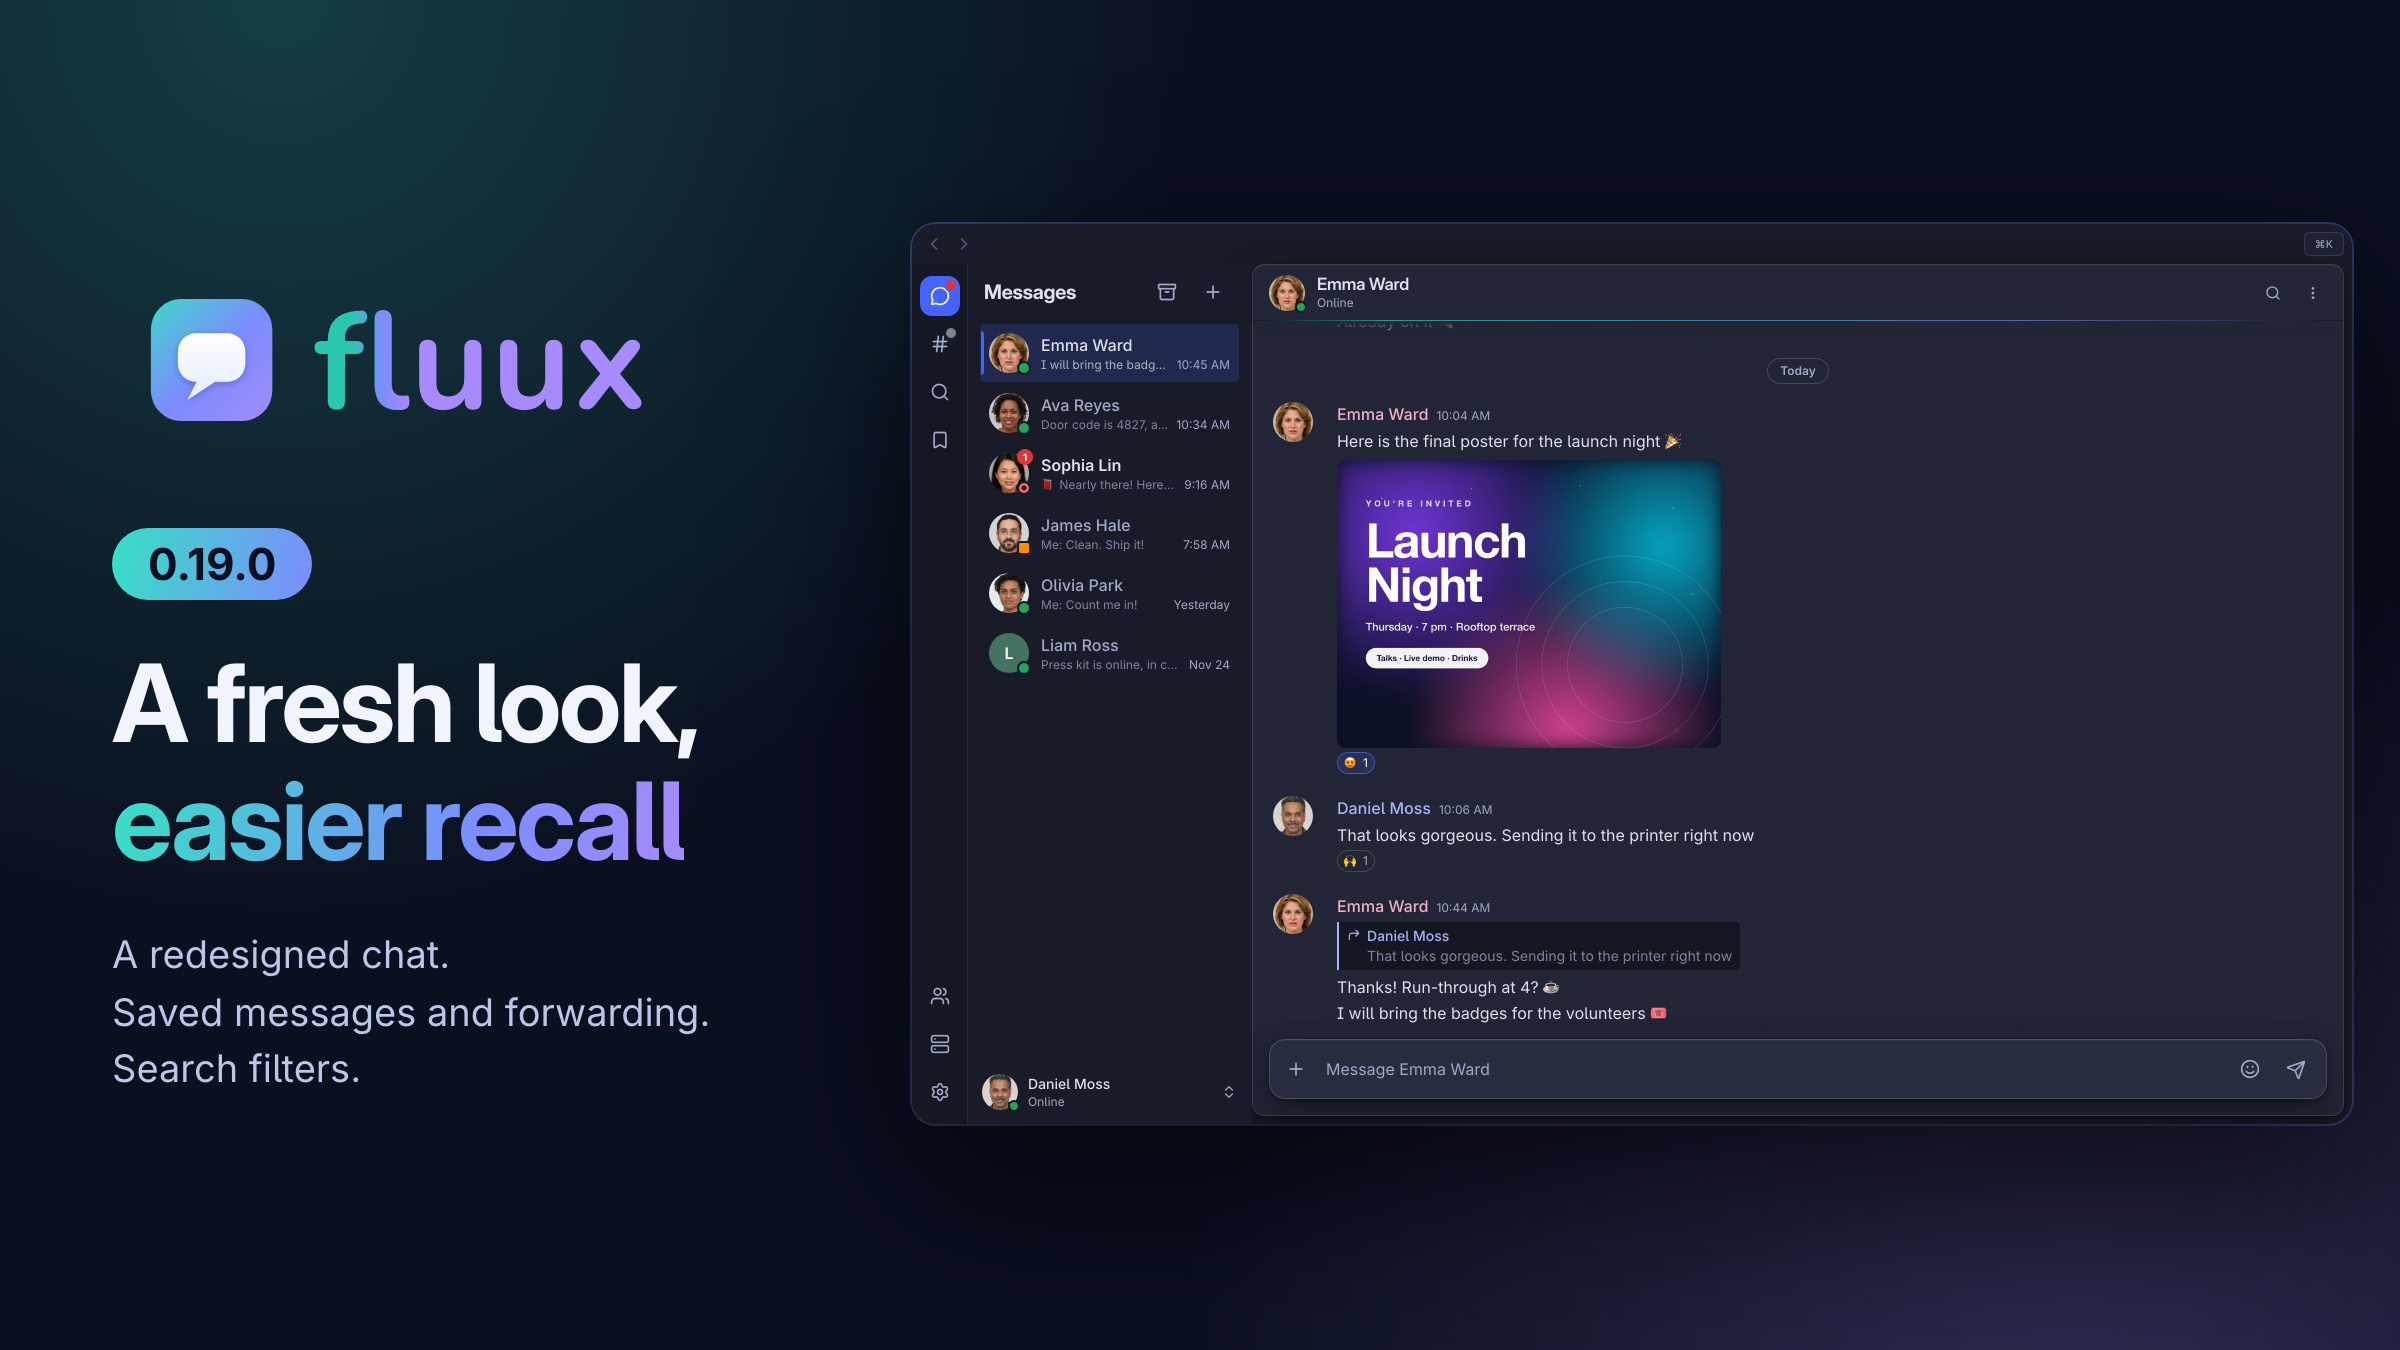 fluux
0.19.0
A fresh look,
easier recall
A redesigned chat.
Saved messages and forwarding.
Search filters.
⌘K
Messages
Emma Ward
I will bring the badg... 10:45 AM
Ava Reyes
Door code is 4827, a... 10:34 AM
1
Sophia Lin
Nearly there! Here... 9:16 AM
James Hale
Me: Clean. Ship it! 7:58 AM
Olivia Park
Me: Count me in! Yesterday
L
Liam Ross
Press kit is online, in c... Nov 24
Daniel Moss
Online
Emma Ward
Online
Already on it
Today
Emma Ward 10:04 AM
Here is the final poster for the launch night 🎉
YOU'RE INVITED
Launch
Night
Thursday · 7 pm · Rooftop terrace
Talks · Live demo · Drinks
😍 1
Daniel Moss 10:06 AM
That looks gorgeous. Sending it to the printer right now
🙌 1
Emma Ward 10:44 AM
Daniel Moss
That looks gorgeous. Sending it to the printer right now
Thanks! Run-through at 4? ☕
I will bring the badges for the volunteers 🎟️
Message Emma Ward